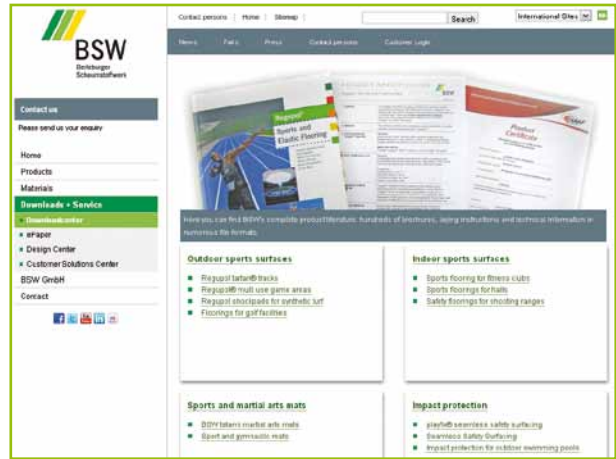 Contact persons | Home | Sitemap |
Search
International Sites
BSW
Berleburger
Schaumstoffwerk
News Fairs Press Contact persons Customer Login
Contact us
Please send us your enquiry
Home
Products
Materials
Downloads + Service
Downloadcenter
ePaper
Design Center
Customer Solutions Center
BSW GmbH
Contact
Regupol
Sports and
Elastic Flooring
BSW
Product
Certificate
Here you can find BSW's complete product literature: hundreds of brochures, laying instructions and technical information in
numerous file formats.
Outdoor sports surfaces
Regupol tartan® tracks
Regupol® multi use game areas
Regupol shockpads for synthetic turf
Floorings for golf facilities
Indoor sports surfaces
Sports flooring for fitness clubs
Sports floorings for halls
Safety floorings for shooting ranges
Sports and martial arts mats
BSW tatami martial arts mats
Sport and gymnastic mats
Impact protection
playfix® seamless safety surfacing
Seamless Safety Surfacing
Impact protection for outdoor swimming pools